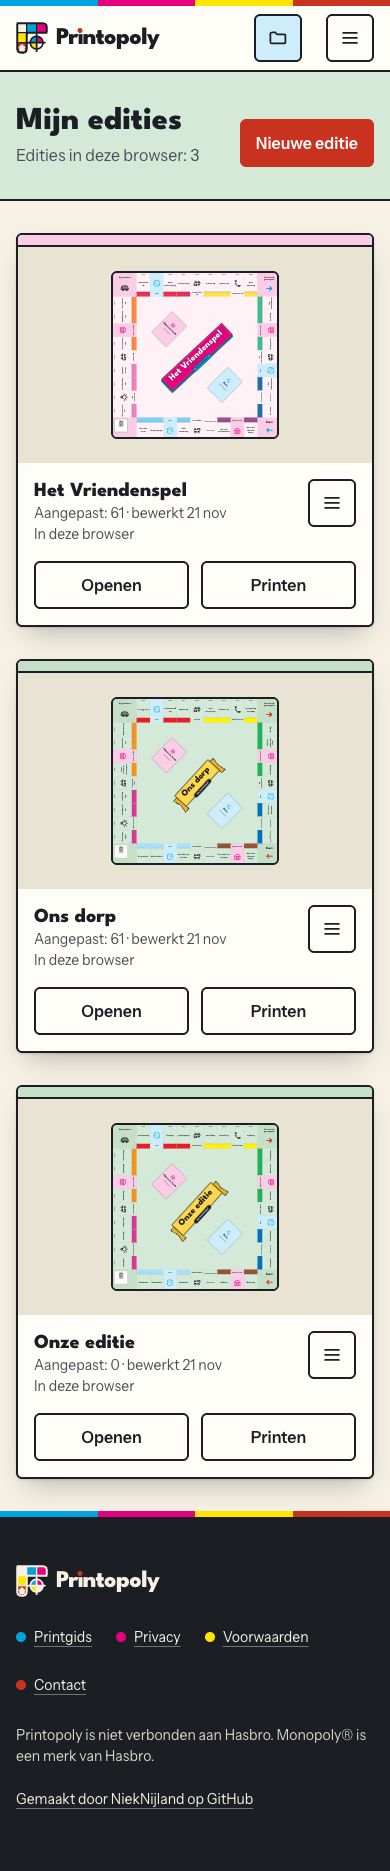 Printopoly
Mijn edities
Edities in deze browser: 3
Nieuwe editie
Het Vriendenspel
Het Vriendenspel
Aangepast: 61 · bewerkt 21 nov
In deze browser
Openen
Printen
Ons dorp
Ons dorp
Aangepast: 61 · bewerkt 21 nov
In deze browser
Openen
Printen
Onze editie
Onze editie
Aangepast: 0 · bewerkt 21 nov
In deze browser
Openen
Printen
Printopoly
Printgids
Privacy
Voorwaarden
Contact
Printopoly is niet verbonden aan Hasbro. Monopoly® is
een merk van Hasbro.
Gemaakt door NiekNijland op GitHub